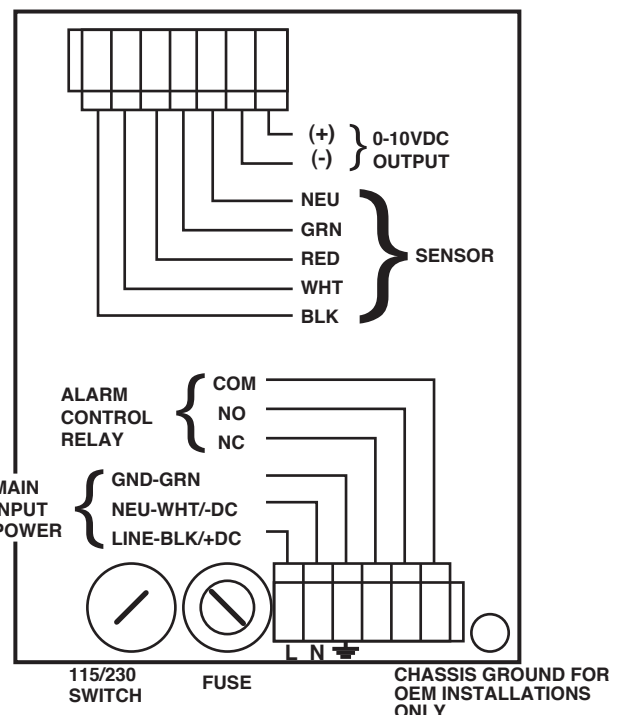 (+)
(-)
0-10VDC
OUTPUT
NEU
GRN
RED
WHT
BLK
SENSOR
ALARM
CONTROL
RELAY
COM
NO
NC
MAIN
INPUT
POWER
GND-GRN
NEU-WHT/-DC
LINE-BLK/+DC
L N
115/230
SWITCH
FUSE
CHASSIS GROUND FOR
OEM INSTALLATIONS
ONLY